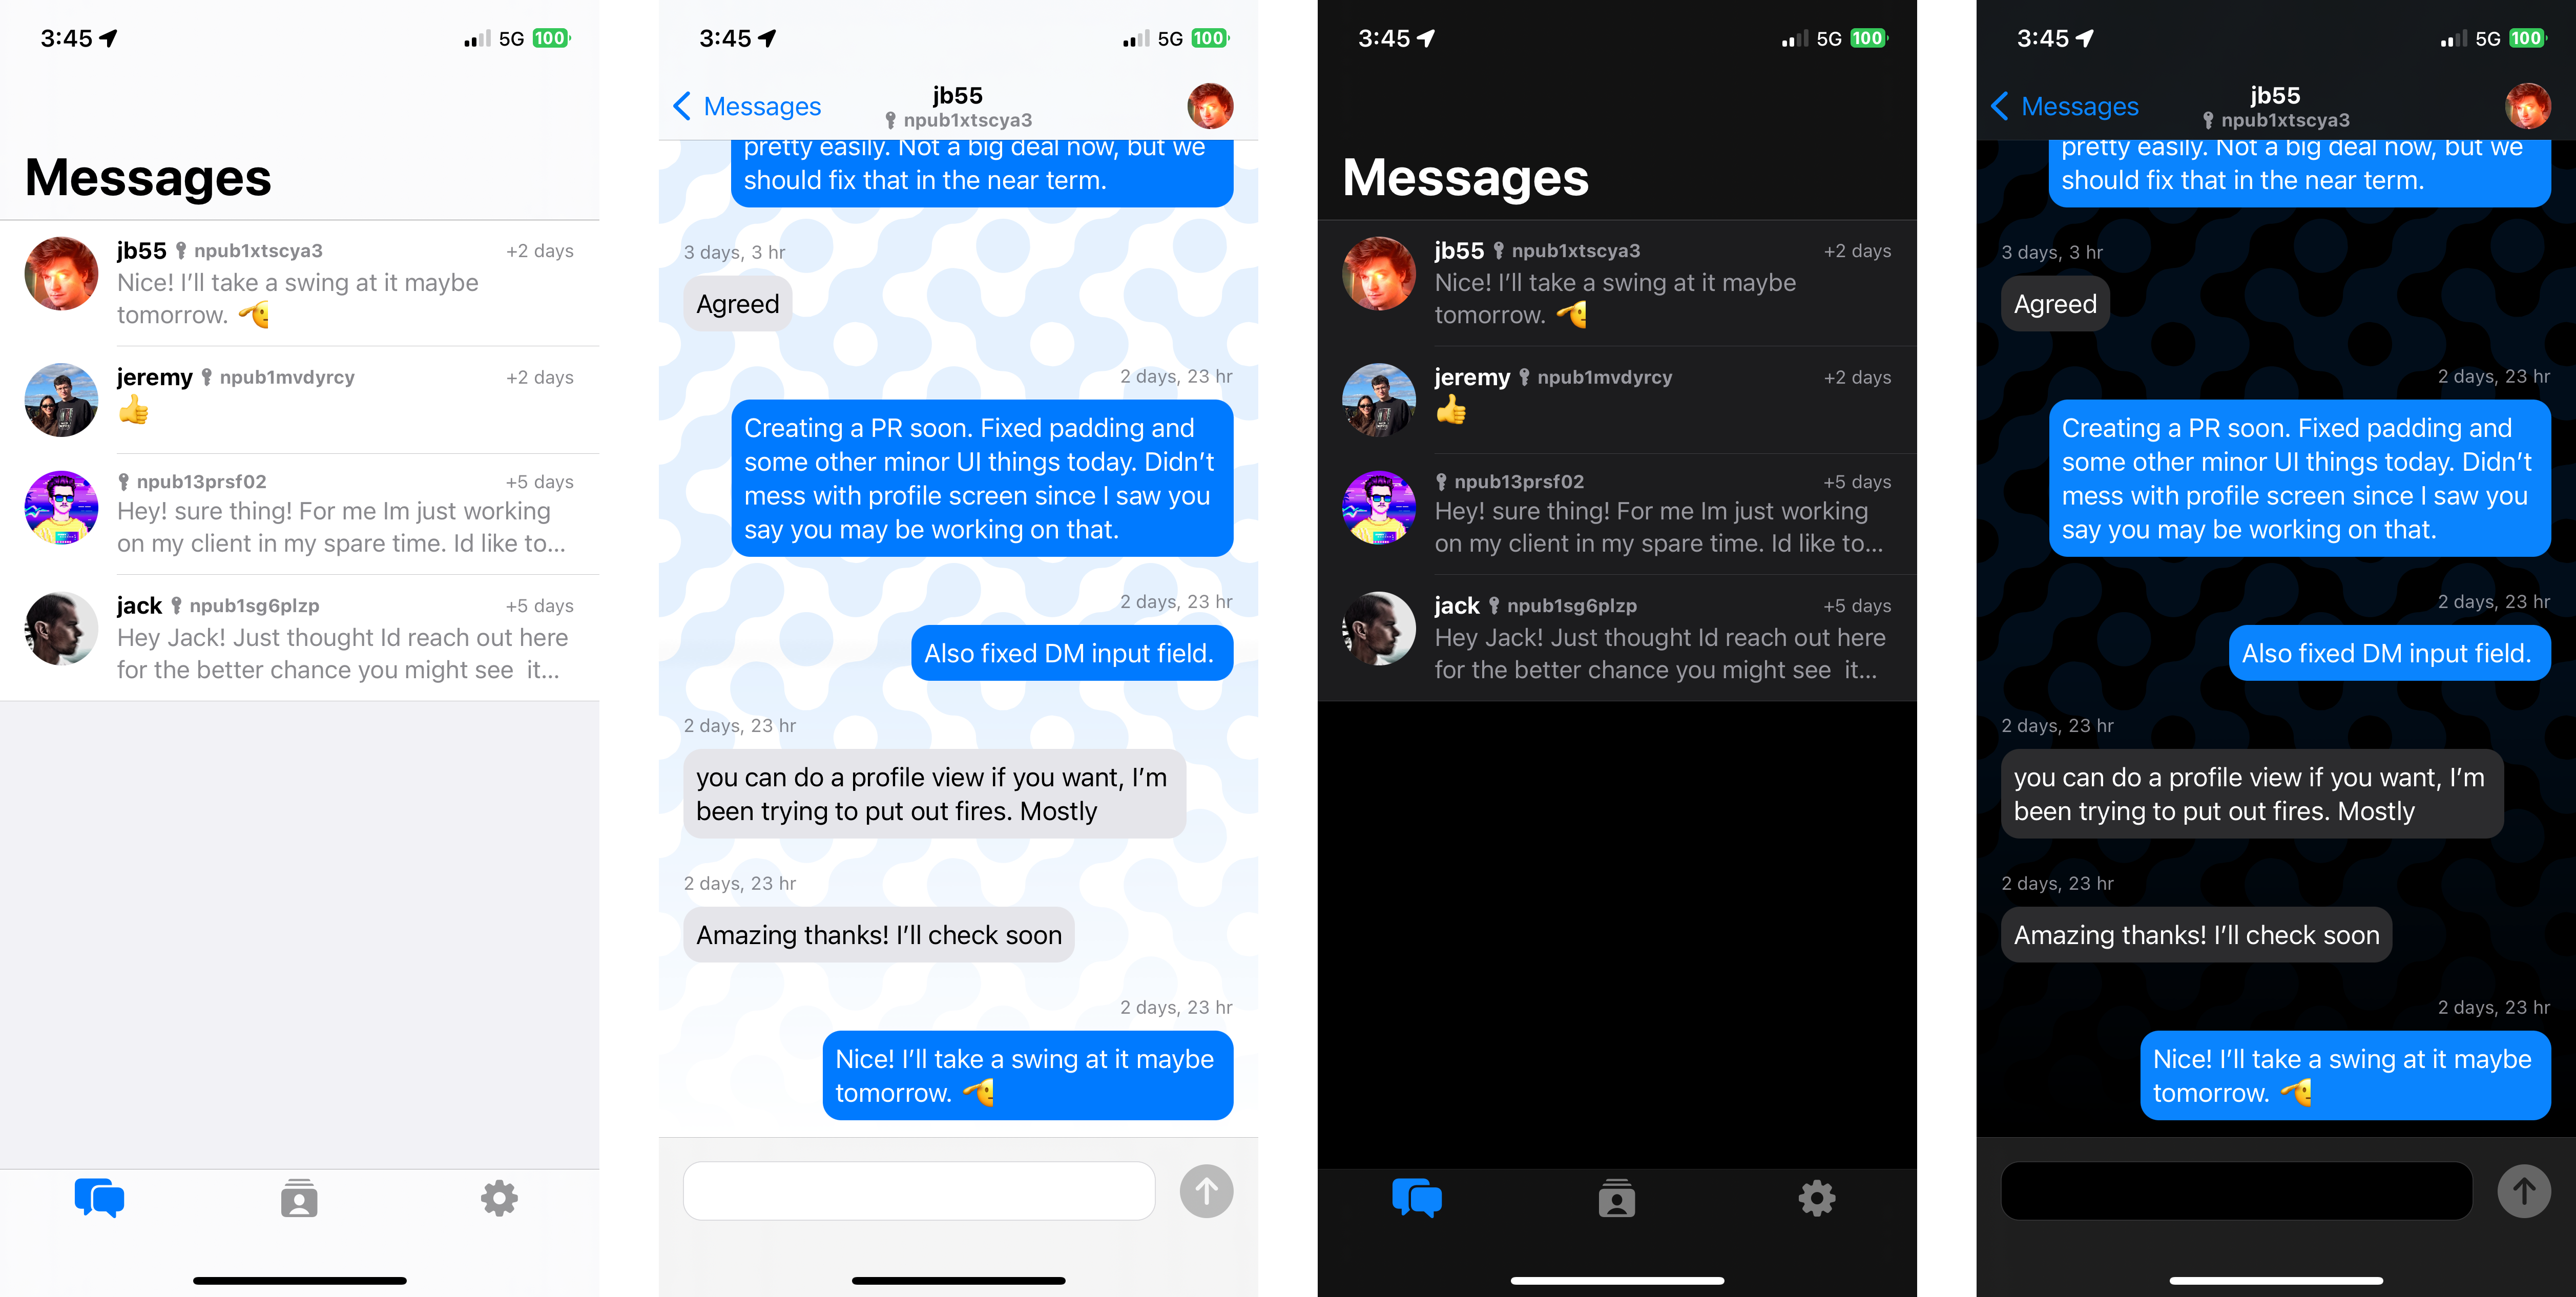 3:45
5G 100
Messages
jb55 npub1xtscya3 +2 days
Nice! I'll take a swing at it maybe
tomorrow. 🫡
jeremy npub1mvdyrcy +2 days
👍
npub13prsf02 +5 days
Hey! sure thing! For me Im just working
on my client in my spare time. Id like to...
jack npub1sg6plzp +5 days
Hey Jack! Just thought Id reach out here
for the better chance you might see  it...
3:45
5G 100
Messages
jb55
npub1xtscya3
pretty easily. Not a big deal now, but we
should fix that in the near term.
3 days, 3 hr
Agreed
2 days, 23 hr
Creating a PR soon. Fixed padding and
some other minor UI things today. Didn't
mess with profile screen since I saw you
say you may be working on that.
2 days, 23 hr
Also fixed DM input field.
2 days, 23 hr
you can do a profile view if you want, I'm
been trying to put out fires. Mostly
2 days, 23 hr
Amazing thanks! I'll check soon
2 days, 23 hr
Nice! I'll take a swing at it maybe
tomorrow. 🫡
3:45
5G 100
Messages
jb55 npub1xtscya3 +2 days
Nice! I'll take a swing at it maybe
tomorrow. 🫡
jeremy npub1mvdyrcy +2 days
👍
npub13prsf02 +5 days
Hey! sure thing! For me Im just working
on my client in my spare time. Id like to...
jack npub1sg6plzp +5 days
Hey Jack! Just thought Id reach out here
for the better chance you might see  it...
3:45
5G 100
Messages
jb55
npub1xtscya3
pretty easily. Not a big deal now, but we
should fix that in the near term.
3 days, 3 hr
Agreed
2 days, 23 hr
Creating a PR soon. Fixed padding and
some other minor UI things today. Didn't
mess with profile screen since I saw you
say you may be working on that.
2 days, 23 hr
Also fixed DM input field.
2 days, 23 hr
you can do a profile view if you want, I'm
been trying to put out fires. Mostly
2 days, 23 hr
Amazing thanks! I'll check soon
2 days, 23 hr
Nice! I'll take a swing at it maybe
tomorrow. 🫡